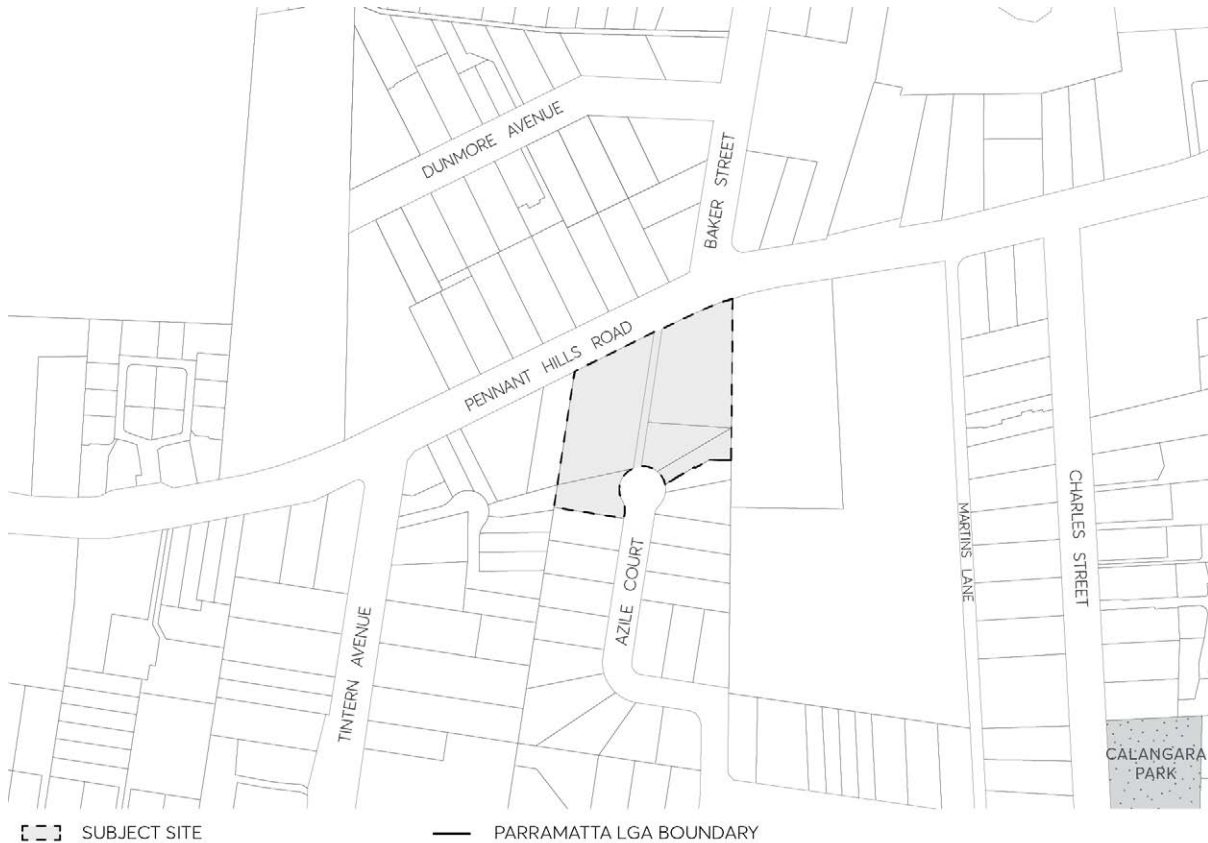 DUNMORE AVENUE
BAKER STREET
PENNANT HILLS ROAD
TINTERN AVENUE
AZILE COURT
MARTINS LANE
CHARLES STREET
CALANGARA
PARK
SUBJECT SITE
PARRAMATTA LGA BOUNDARY